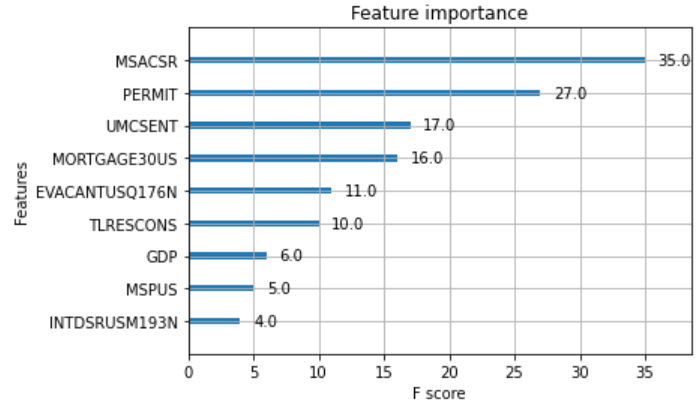 Feature importance
MSACSR 35.0
PERMIT 27.0
UMCSENT 17.0
MORTGAGE30US 16.0
EVACANTUSQ176N 11.0
TLRESCONS 10.0
GDP 6.0
MSPUS 5.0
INTDSRUSM193N 4.0
Features
0 5 10 15 20 25 30 35
F score